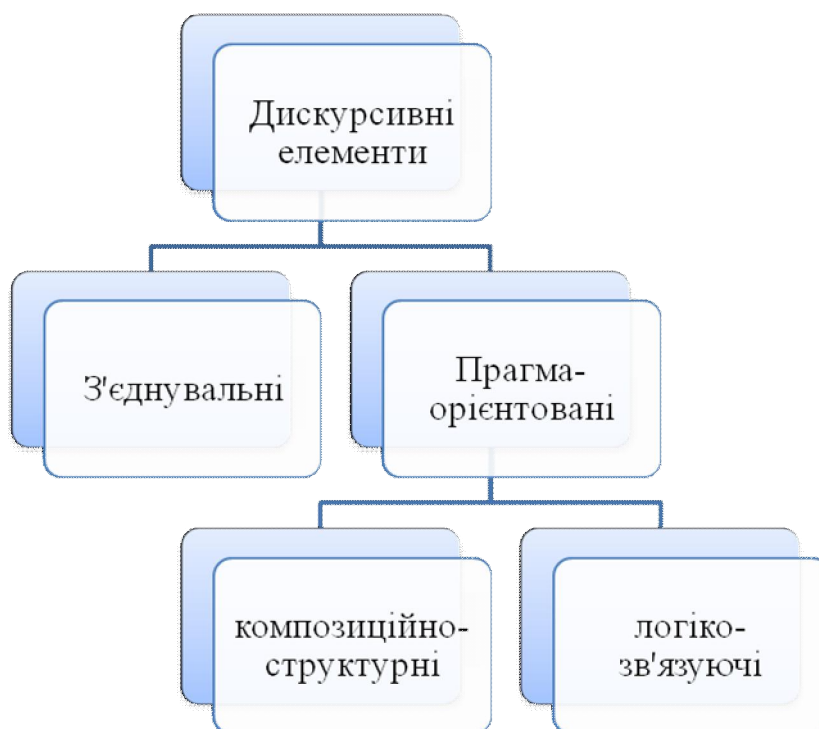 Дискурсивні
елементи
З'єднувальні
Прагма-
орієнтовані
композиційно-
структурні
логіко-
зв'язуючі